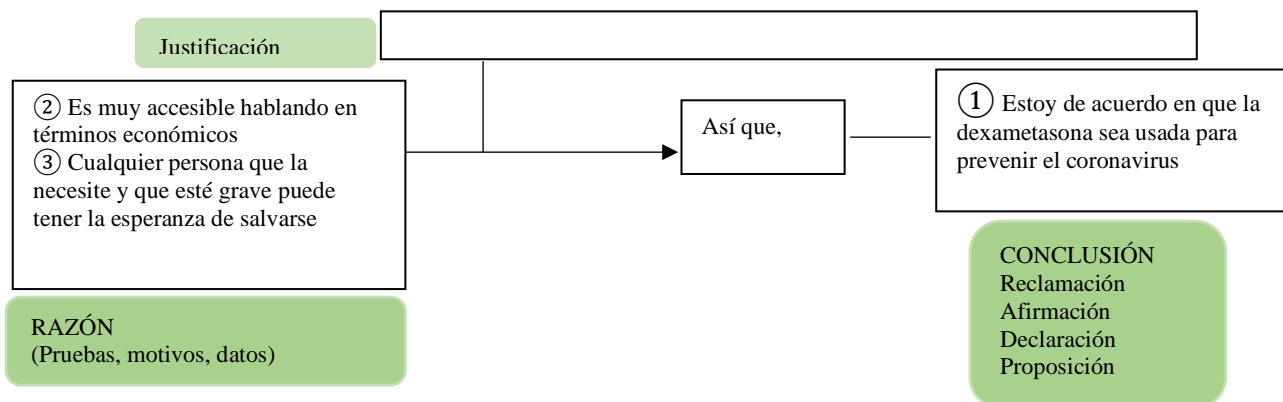 Justificación
② Es muy accesible hablando en
términos económicos
③ Cualquier persona que la
necesite y que esté grave puede
tener la esperanza de salvarse
Así que,
① Estoy de acuerdo en que la
dexametasona sea usada para
prevenir el coronavirus
RAZÓN
(Pruebas, motivos, datos)
CONCLUSIÓN
Reclamación
Afirmación
Declaración
Proposición